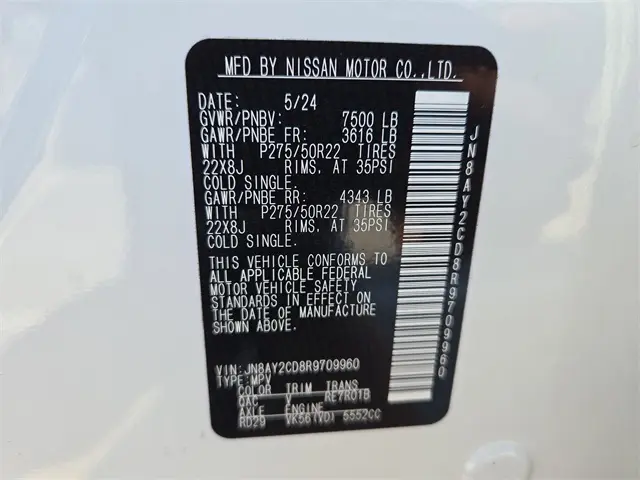 MFD BY NISSAN MOTOR CO.,LTD.
DATE: 5/24
GVWR/PNBV: 7500 LB
GAWR/PNBE FR: 3616 LB
WITH P275/50R22 TIRES
22X8J RIMS, AT 35PSI
COLD SINGLE.
GAWR/PNBE RR: 4343 LB
WITH P275/50R22 TIRES
22X8J RIMS, AT 35PSI
COLD SINGLE.
THIS VEHICLE CONFORMS TO
ALL APPLICABLE FEDERAL
MOTOR VEHICLE SAFETY
STANDARDS IN EFFECT ON
THE DATE OF MANUFACTURE
SHOWN ABOVE.
VIN:JN8AY2CD8R9709960
TYPE:MPV
COLOR TRIM TRANS
QAC V RE7R01B
AXLE ENGINE
RD29 VK56(VD) 5552CC
JN8AY2CD8R9709960